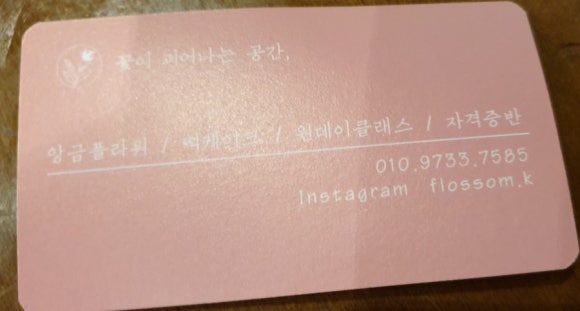 꽃이 피어나는 공간,
앙금플라워 / 떡케이크 / 원데이클래스 / 자격증반
010.9733.7585
Instagram flossom.k